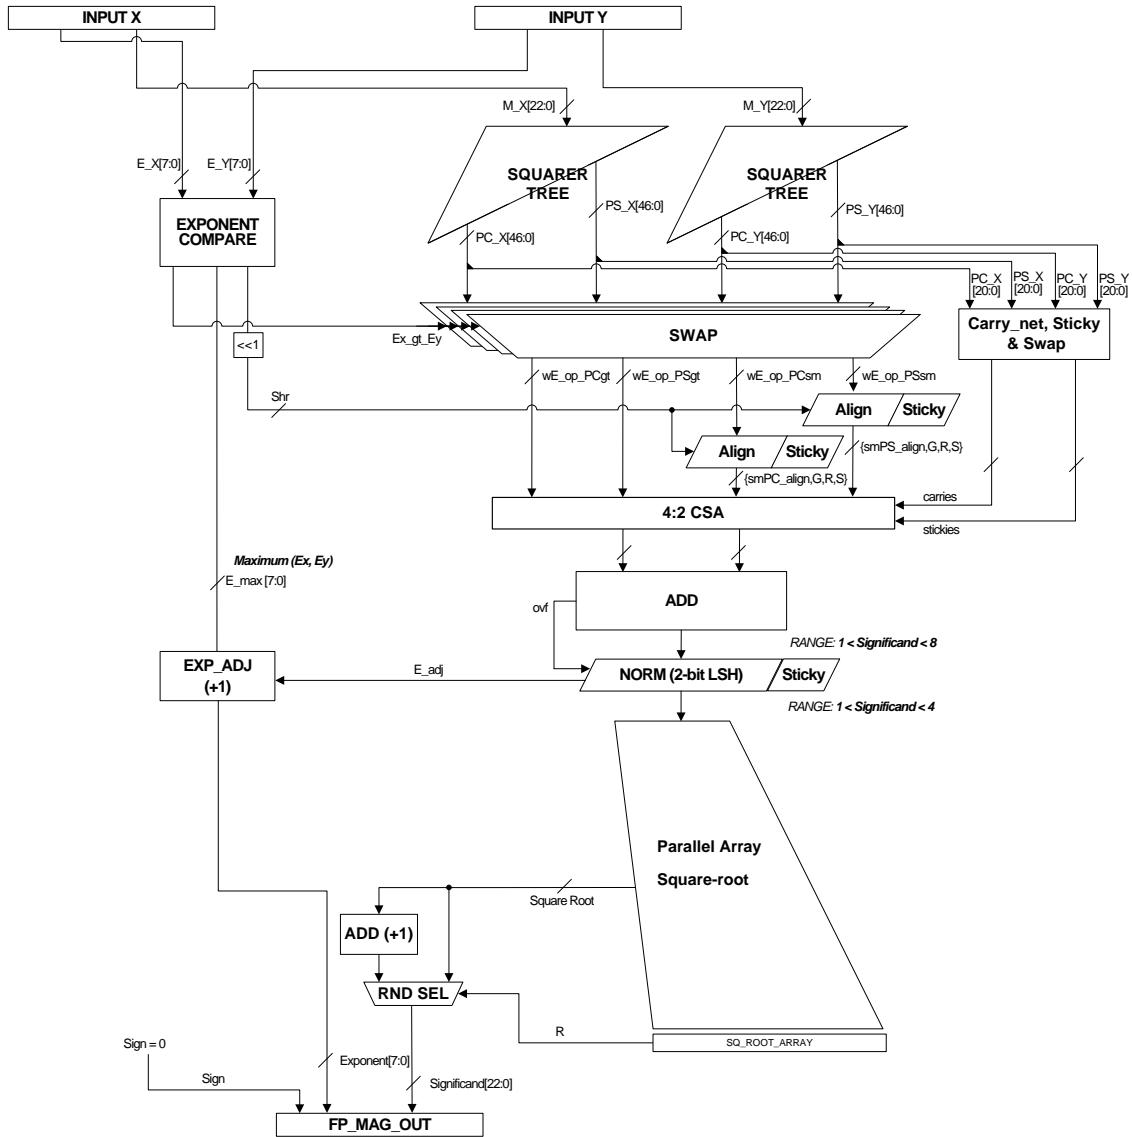 INPUT X
INPUT Y
M_X[22:0]
M_Y[22:0]
E_X[7:0]
E_Y[7:0]
SQUARER
TREE
SQUARER
TREE
PS_X[46:0]
PS_Y[46:0]
EXPONENT
COMPARE
PC_X[46:0]
PC_Y[46:0]
PC_X
[20:0]
PS_X
[20:0]
PC_Y
[20:0]
PS_Y
[20:0]
Carry_net, Sticky
& Swap
Ex_gt_Ey
SWAP
<<1
wE_op_PCgt
wE_op_PSgt
wE_op_PCsm
wE_op_PSsm
Shr
Align
Sticky
Align
Sticky
{smPS_align,G,R,S}
{smPC_align,G,R,S}
carries
4:2 CSA
stickies
Maximum (Ex, Ey)
E_max [7:0]
ovf
ADD
RANGE: 1 < Significand < 8
EXP_ADJ
(+1)
E_adj
NORM (2-bit LSH)
Sticky
RANGE: 1 < Significand < 4
Parallel Array
Square-root
Square Root
ADD (+1)
RND SEL
R
SQ_ROOT_ARRAY
Sign = 0
Exponent[7:0]
Sign
Significand[22:0]
FP_MAG_OUT